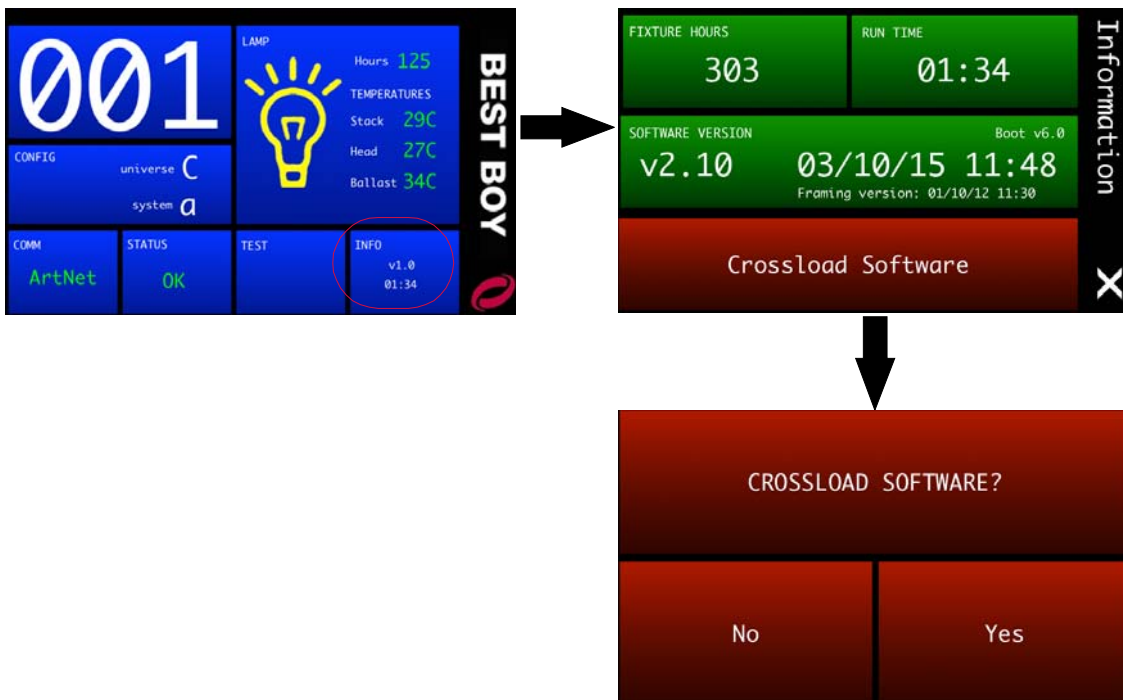 001
LAMP
Hours 125
TEMPERATURES
Stack 29C
Head 27C
Ballast 34C
CONFIG
universe C
system a
COMM
ArtNet
STATUS
OK
TEST
INFO
v1.0
01:34
BEST BOY
FIXTURE HOURS
303
RUN TIME
01:34
SOFTWARE VERSION
Boot v6.0
v2.10 03/10/15 11:48
Framing version: 01/10/12 11:30
Crossload Software
Information
X
CROSSLOAD SOFTWARE?
No
Yes